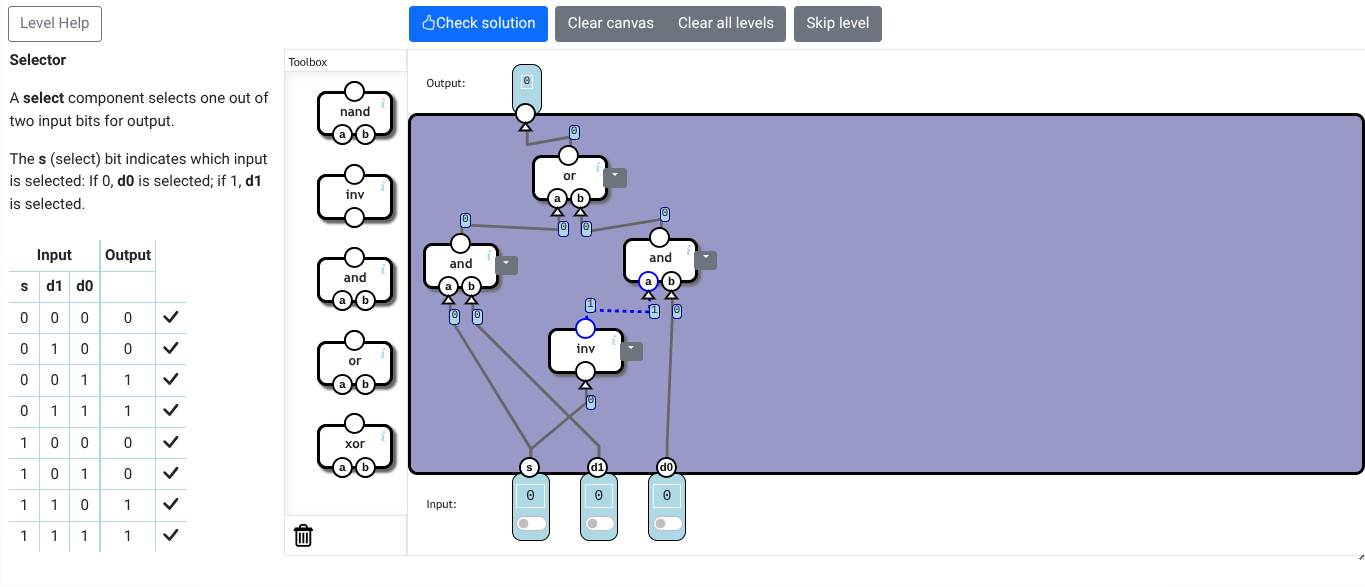 Level Help
Check solution
Clear canvas
Clear all levels
Skip level
Selector
A select component selects one out of
two input bits for output.
The s (select) bit indicates which input
is selected: If 0, d0 is selected; if 1, d1
is selected.
Input Output
s d1 d0
0 0 0 0
0 1 0 0
0 0 1 1
0 1 1 1
1 0 0 0
1 0 1 0
1 1 0 1
1 1 1 1
Toolbox
i
nand
a b
i
inv
i
and
a b
i
or
a b
i
xor
a b
Output:
0
0
i
or
a b
0 0
0 0
i
and
a b
0 0
i
and
a b
1 1 0
i
inv
0
s d1 d0
Input:
0 0 0